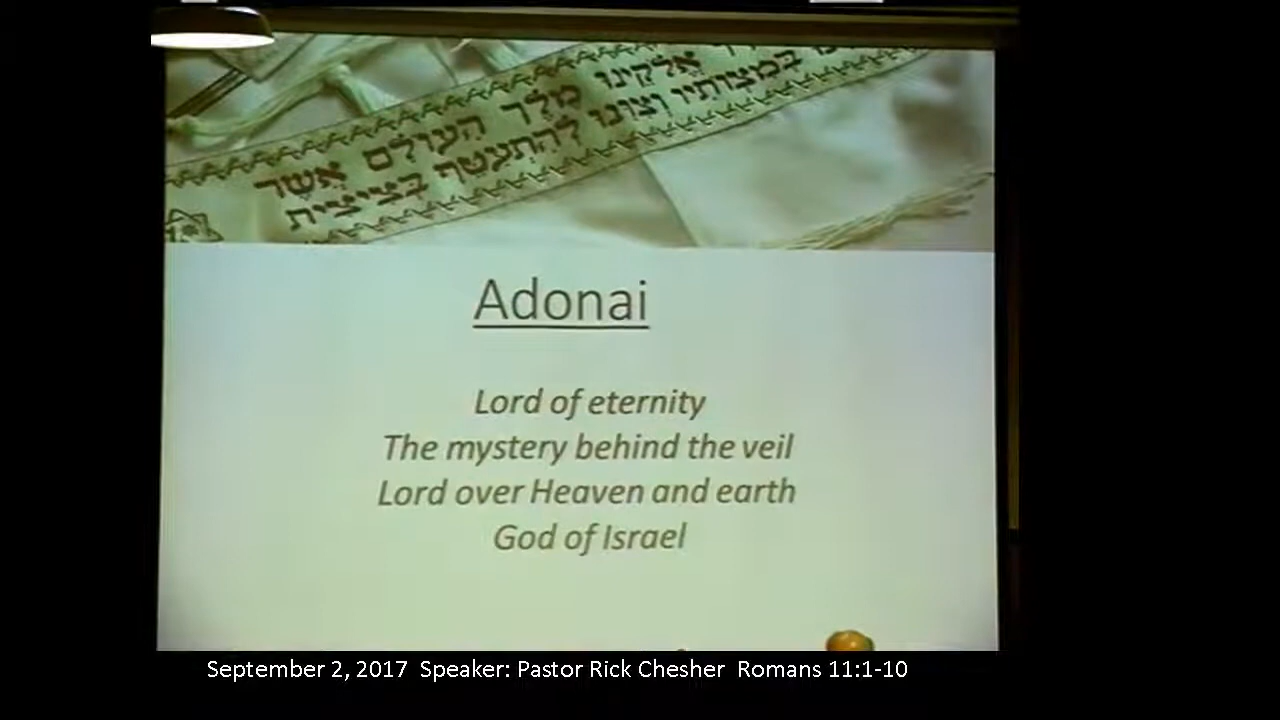 אלקינו מלך העולם אשר
במצותיו וצונו להתעטף בציצית
Adonai
Lord of eternity
The mystery behind the veil
Lord over Heaven and earth
God of Israel
September 2, 2017 Speaker: Pastor Rick Chesher Romans 11:1-10